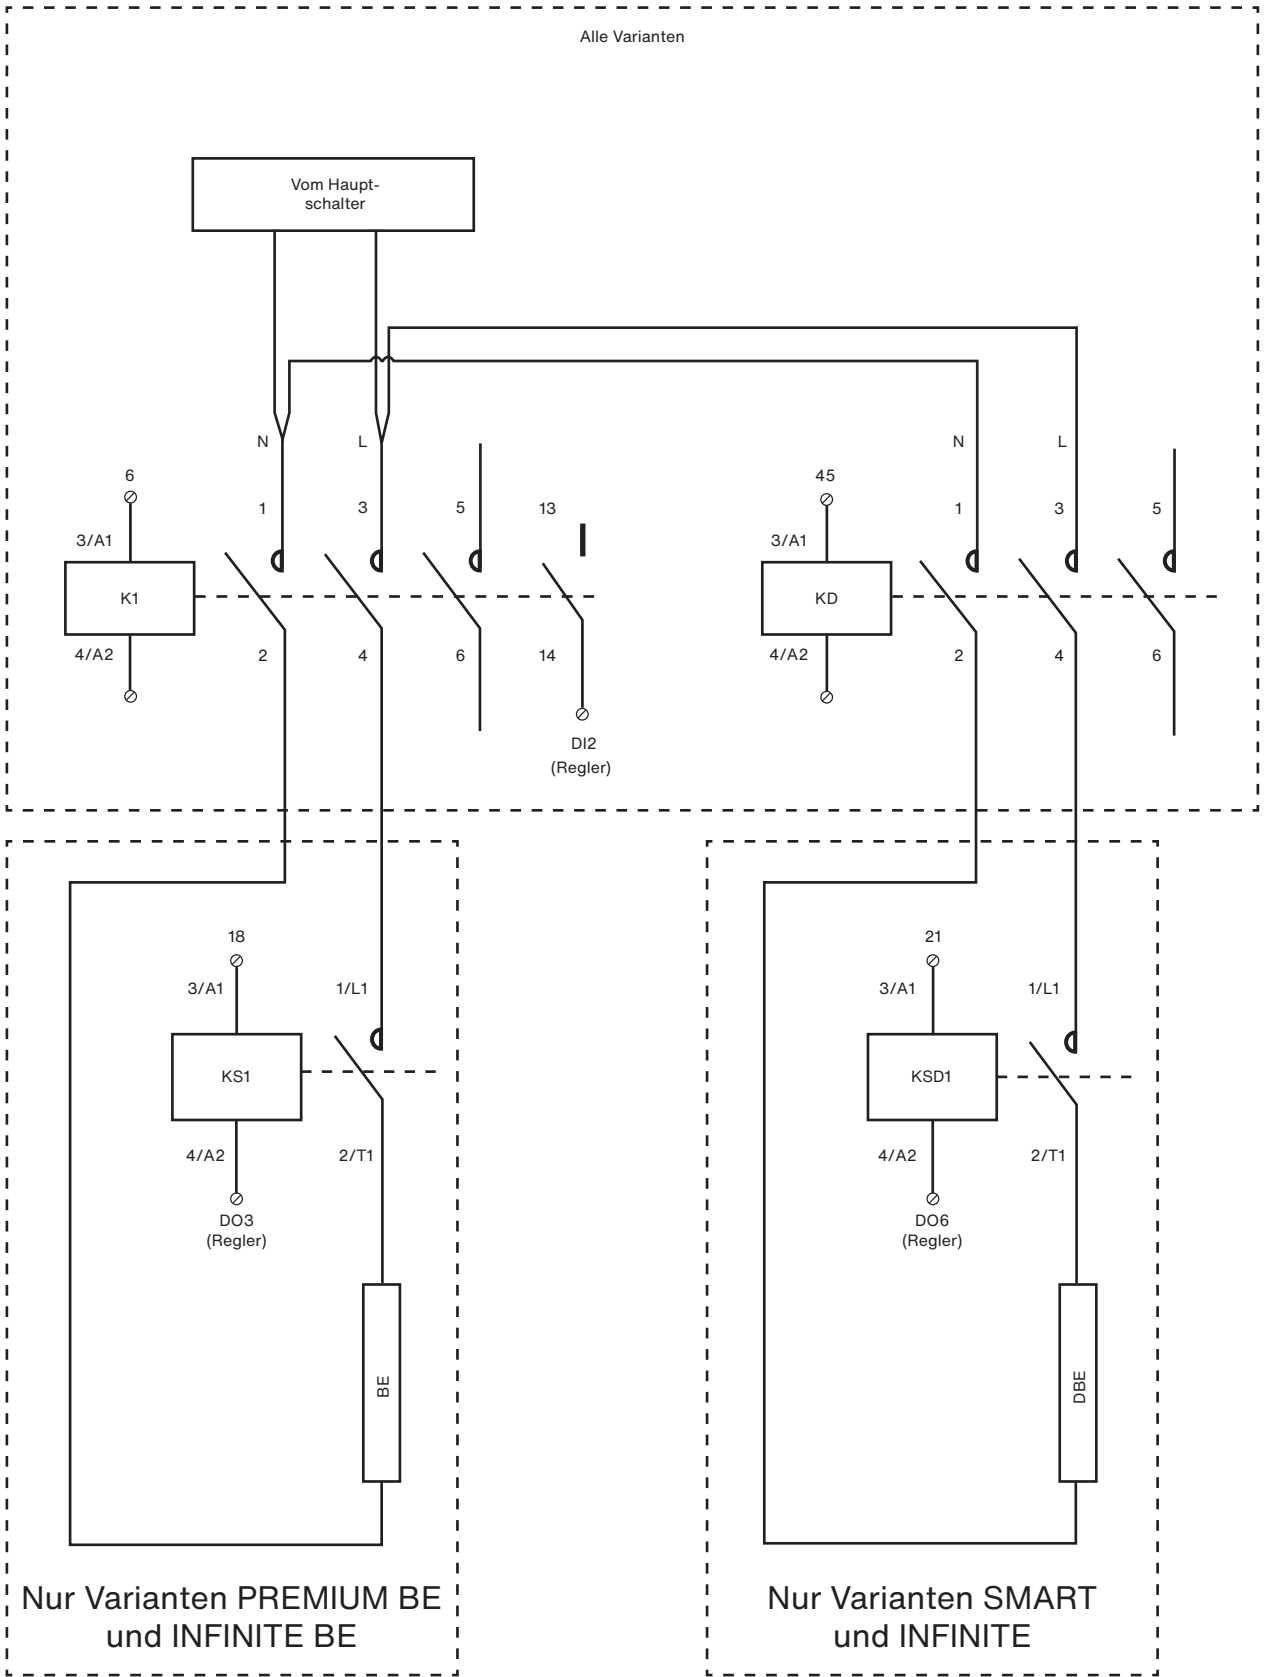 Alle Varianten
Vom Haupt-
schalter
N
L
N
L
6
45
1
3
5
13
1
3
5
3/A1
3/A1
K1
KD
4/A2
2
4
6
14
4/A2
2
4
6
DI2
(Regler)
18
3/A1
1/L1
KS1
4/A2
2/T1
DO3
(Regler)
BE
Nur Varianten PREMIUM BE
und INFINITE BE
21
3/A1
1/L1
KSD1
4/A2
2/T1
DO6
(Regler)
DBE
Nur Varianten SMART
und INFINITE